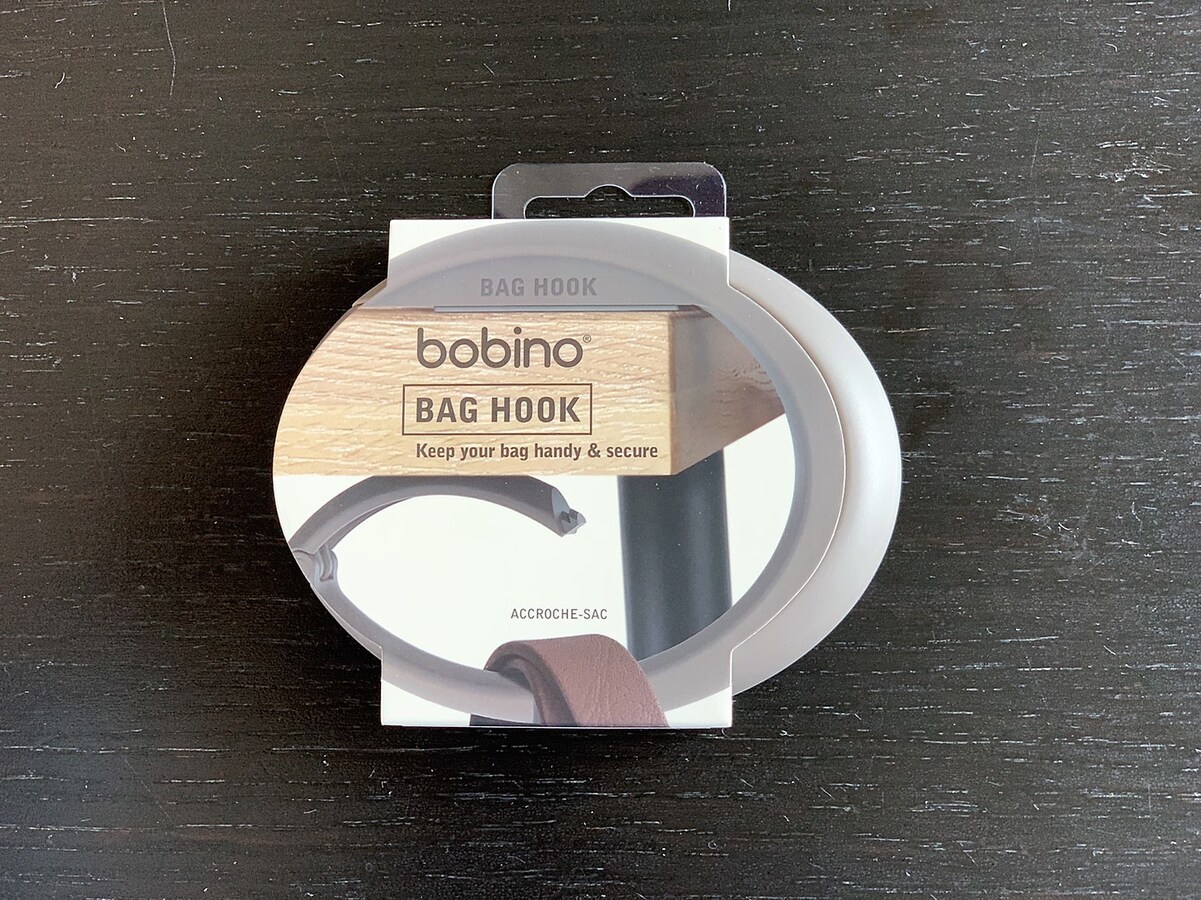 BAG HOOK
bobino®
BAG HOOK
Keep your bag handy & secure
ACCROCHE-SAC